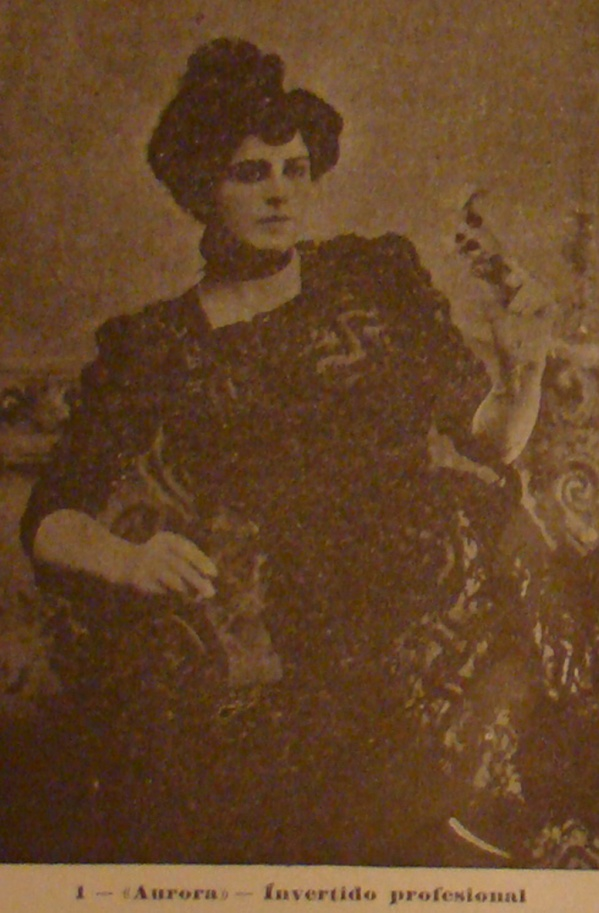 1 — «Aurora» — Invertido profesional